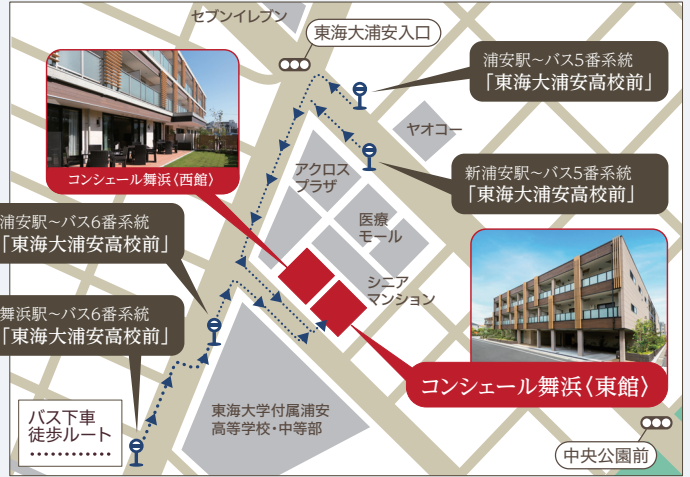 セブンイレブン
東海大浦安入口
浦安駅～バス5番系統
「東海大浦安高校前」
ヤオコー
コンシェール舞浜〈西館〉
アクロス
プラザ
新浦安駅～バス5番系統
「東海大浦安高校前」
医療
モール
浦安駅～バス6番系統
「東海大浦安高校前」
シニア
マンション
舞浜駅～バス6番系統
「東海大浦安高校前」
コンシェール舞浜〈東館〉
バス下車
徒歩ルート
東海大学付属浦安
高等学校・中等部
中央公園前